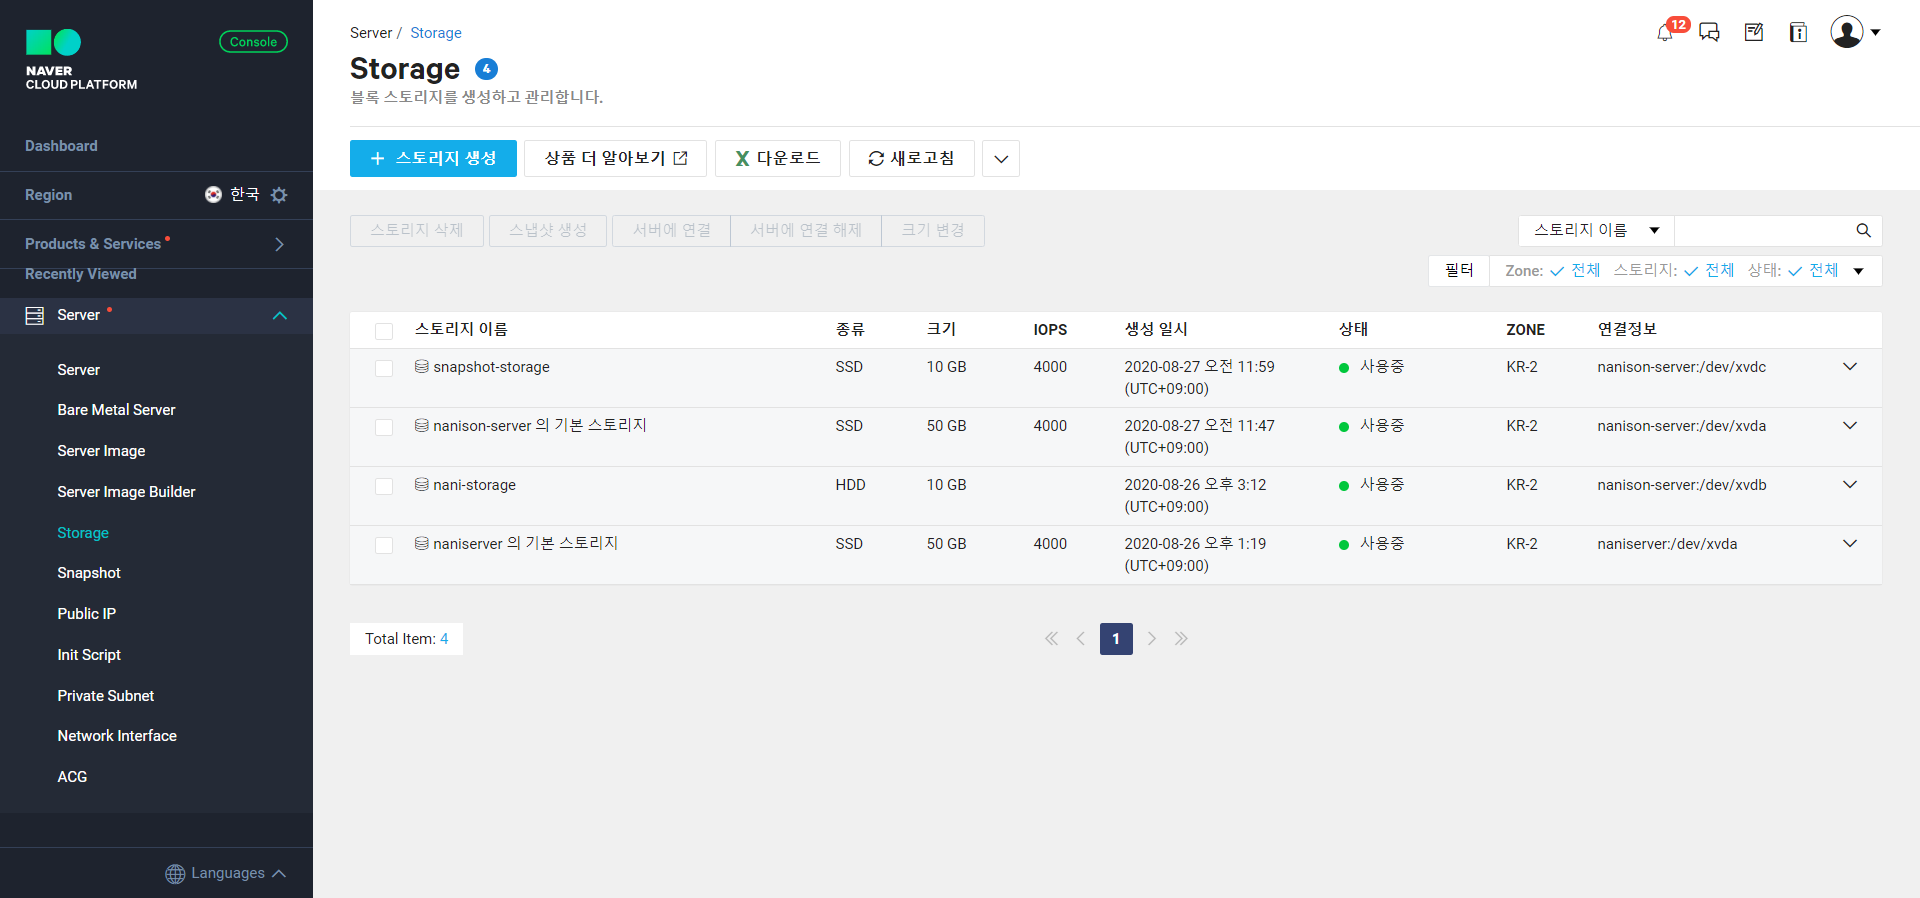 NAVER
CLOUD PLATFORM
Console
Dashboard
Region
한국
Products & Services
Recently Viewed
Server
Server
Bare Metal Server
Server Image
Server Image Builder
Storage
Snapshot
Public IP
Init Script
Private Subnet
Network Interface
ACG
Languages
Server / Storage
12
Storage 4
블록 스토리지를 생성하고 관리합니다.
+ 스토리지 생성 상품 더 알아보기 X 다운로드 새로고침
스토리지 삭제 스냅샷 생성 서버에 연결 서버에 연결 해제 크기 변경 스토리지 이름
필터 Zone: 전체 스토리지: 전체 상태: 전체
스토리지 이름 종류 크기 IOPS 생성 일시 상태 ZONE 연결정보
snapshot-storage SSD 10 GB 4000 2020-08-27 오전 11:59 사용중 KR-2 nanison-server:/dev/xvdc
(UTC+09:00)
nanison-server 의 기본 스토리지 SSD 50 GB 4000 2020-08-27 오전 11:47 사용중 KR-2 nanison-server:/dev/xvda
(UTC+09:00)
nani-storage HDD 10 GB 2020-08-26 오후 3:12 사용중 KR-2 nanison-server:/dev/xvdb
(UTC+09:00)
naniserver 의 기본 스토리지 SSD 50 GB 4000 2020-08-26 오후 1:19 사용중 KR-2 naniserver:/dev/xvda
(UTC+09:00)
Total Item: 4 1